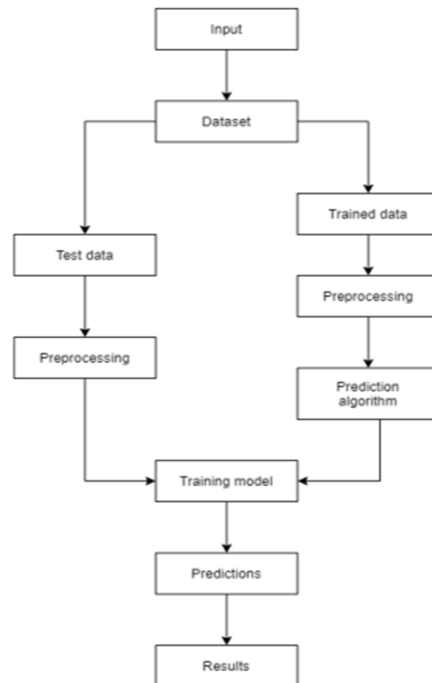 Input
Dataset
Trained data
Test data
Preprocessing
Preprocessing
Prediction
algorithm
Training model
Predictions
Results